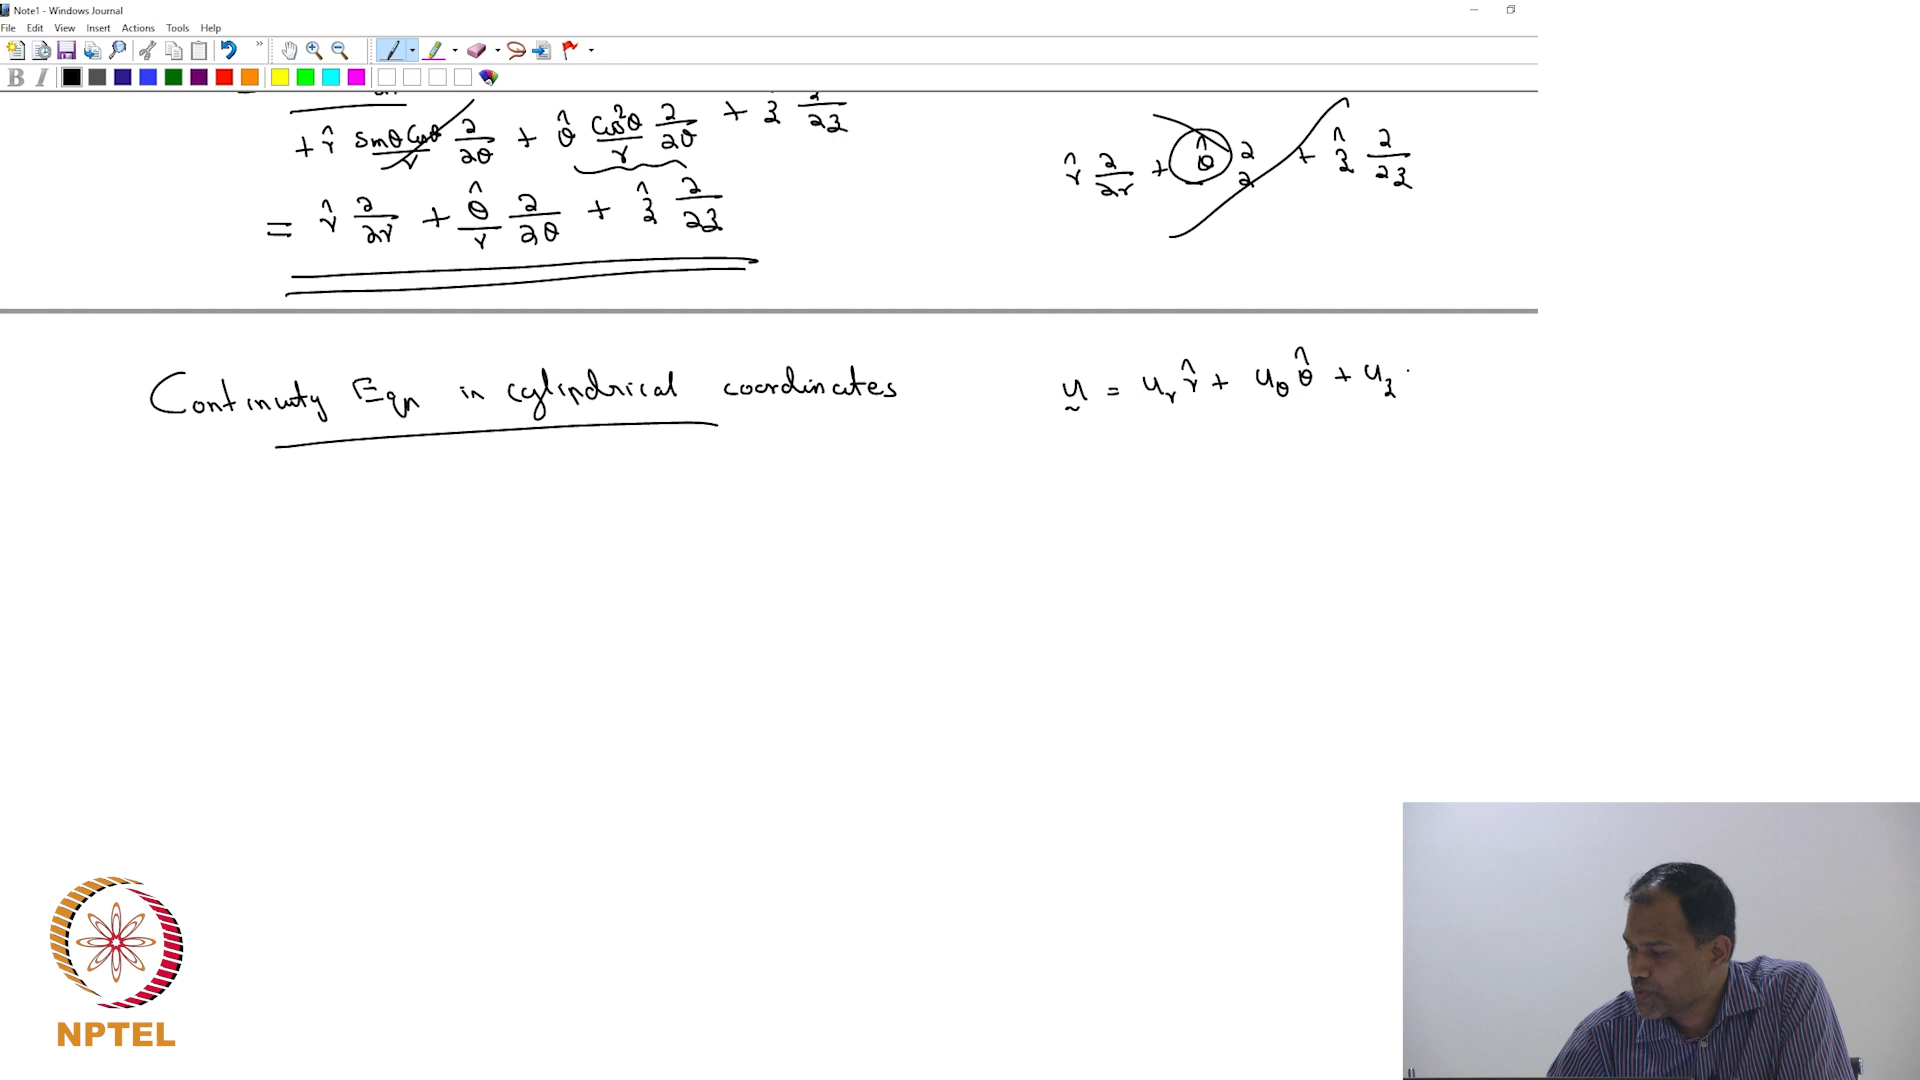 Note1 - Windows Journal
File Edit View Insert Actions Tools Help
B I
+ r̂ sinθ cosθ/r ∂/∂θ + θ̂ cos²θ/r ∂/∂θ + ẑ ∂/∂z
= r̂ ∂/∂r + θ̂/r ∂/∂θ + ẑ ∂/∂z
r̂ ∂/∂r + θ̂ ∂/∂ + ẑ ∂/∂z
Continuity Eqn in cylindrical coordinates
u = u_r r̂ + u_θ θ̂ + u_z
NPTEL